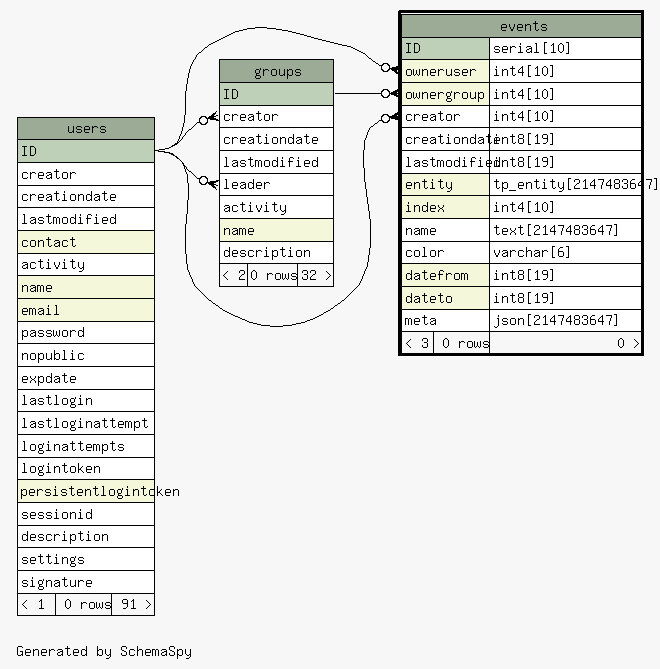 events
ID serial[10]
owneruser int4[10]
ownergroup int4[10]
creator int4[10]
creationdate int8[19]
lastmodified int8[19]
entity tp_entity[2147483647]
index int4[10]
name text[2147483647]
color varchar[6]
datefrom int8[19]
dateto int8[19]
meta json[2147483647]
< 3 0 rows 0 >
groups
ID
creator
creationdate
lastmodified
leader
activity
name
description
< 2 0 rows 32 >
users
ID
creator
creationdate
lastmodified
contact
activity
name
email
password
nopublic
expdate
lastlogin
lastloginattempt
loginattempts
logintoken
persistentlogintoken
sessionid
description
settings
signature
< 1 0 rows 91 >
Generated by SchemaSpy